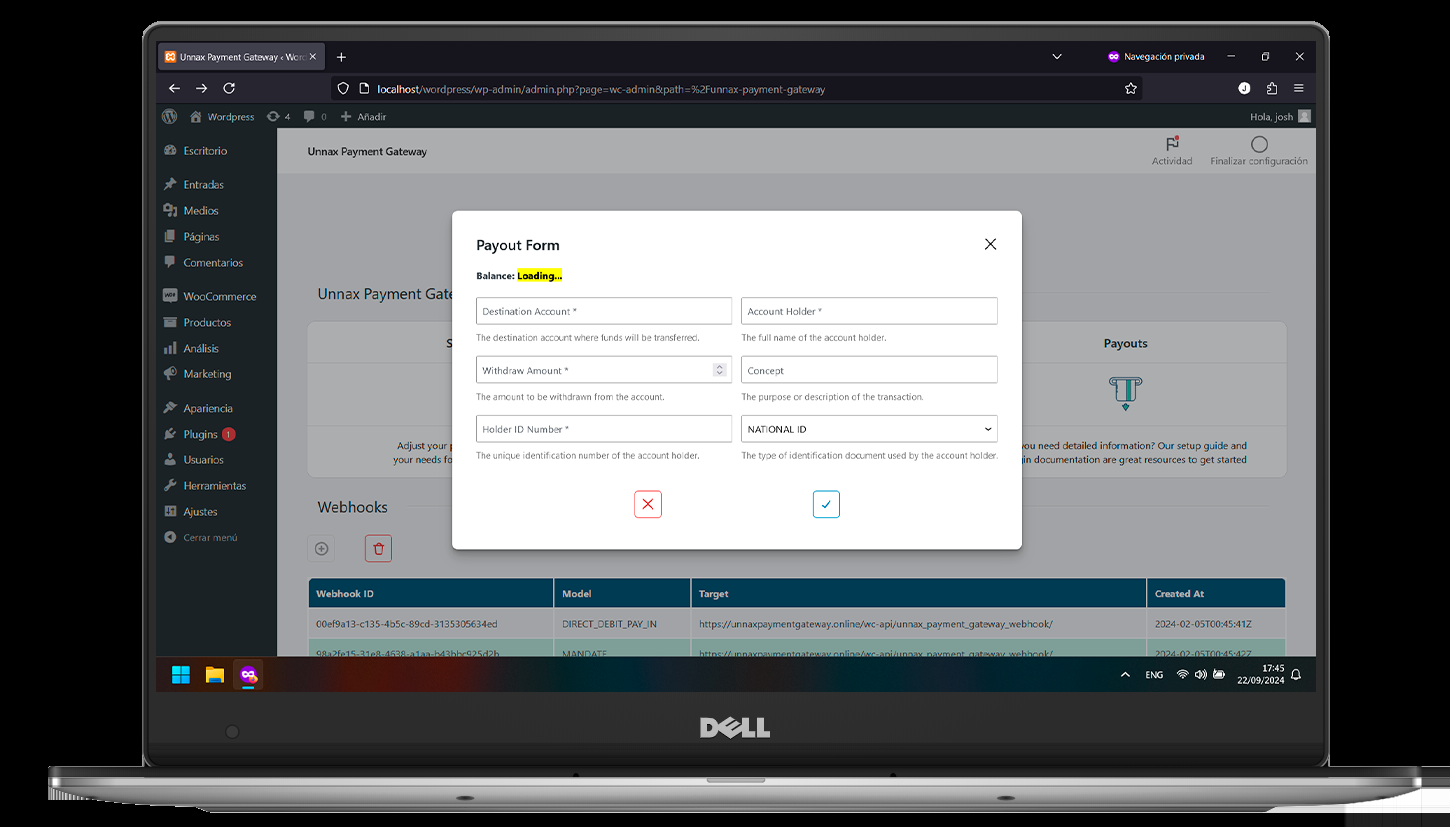 Unnax Payment Gateway ‹ Word
Navegación privada
localhost/wordpress/wp-admin/admin.php?page=wc-admin&path=%2Funnax-payment-gateway
J
Wordpress
4
0
Añadir
Hola, josh
Escritorio
Entradas
Medios
Páginas
Comentarios
WooCommerce
Productos
Análisis
Marketing
Apariencia
Plugins 1
Usuarios
Herramientas
Ajustes
Cerrar menú
Unnax Payment Gateway
Actividad
Finalizar configuración
Unnax Payment Gate
S
Adjust your p
your needs fo
Payouts
you need detailed information? Our setup guide and
in documentation are great resources to get started
Payout Form
Balance: Loading...
Destination Account *
Account Holder *
The destination account where funds will be transferred.
The full name of the account holder.
Withdraw Amount *
Concept
The amount to be withdrawn from the account.
The purpose or description of the transaction.
Holder ID Number *
NATIONAL ID
The unique identification number of the account holder.
The type of identification document used by the account holder.
Webhooks
Webhook ID
Model
Target
Created At
00ef9a13-c135-4b5c-89cd-3135305634ed
DIRECT_DEBIT_PAY_IN
https://unnaxpaymentgateway.online/wc-api/unnax_payment_gateway_webhook/
2024-02-05T00:45:41Z
98a2fe15-31e8-4638-a1aa-b43bbc925d2b
MANDATE
https://unnaxpaymentgateway.online/wc-api/unnax_payment_gateway_webhook/
2024-02-05T00:45:42Z
ENG
17:45
22/09/2024
DELL